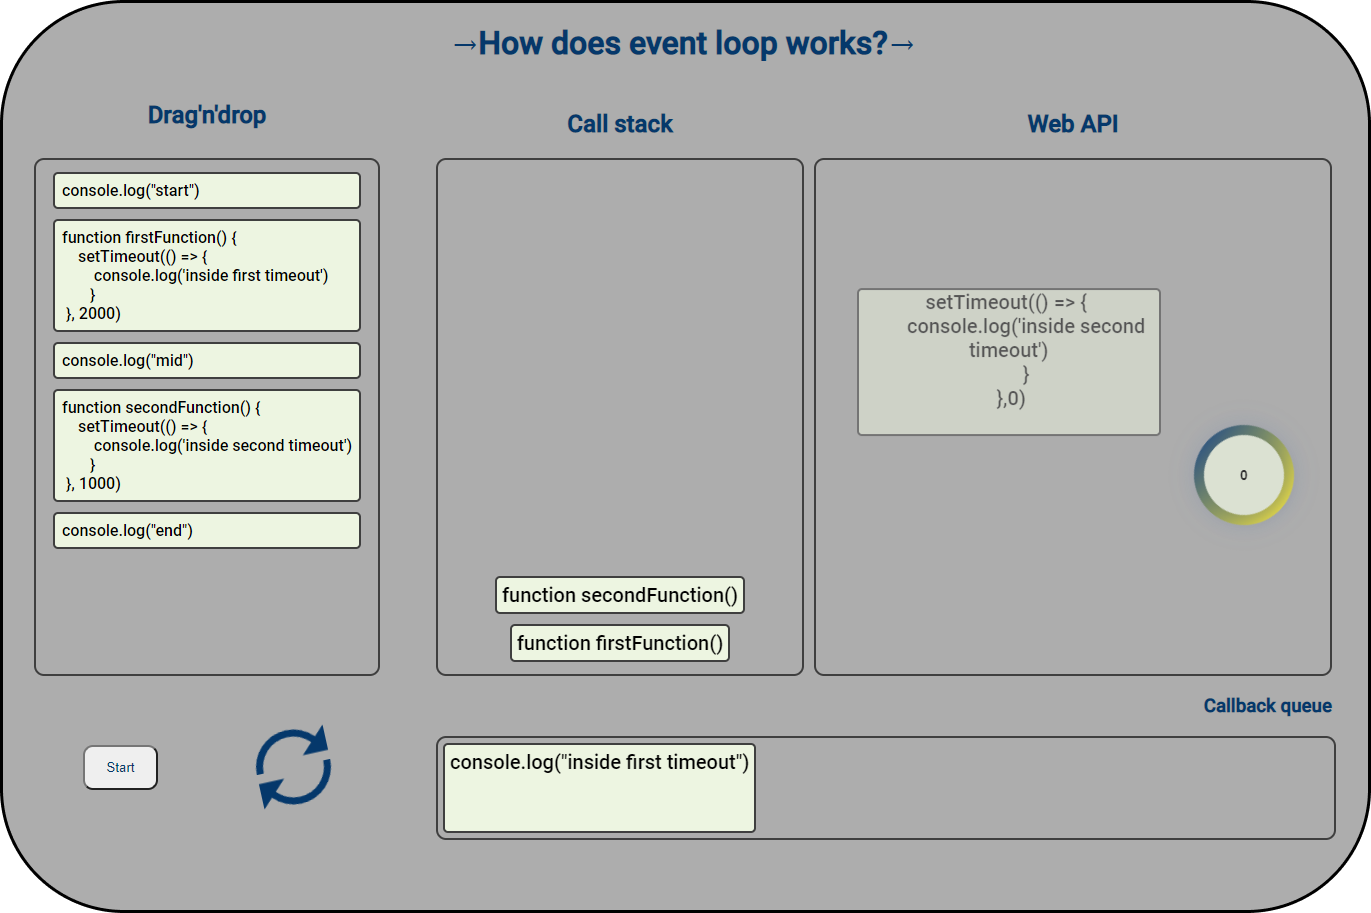 →How does event loop works?→
Drag'n'drop
console.log("start")
function firstFunction() {
setTimeout(() => {
console.log('inside first timeout')
}
}, 2000)
console.log("mid")
function secondFunction() {
setTimeout(() => {
console.log('inside second timeout')
}
}, 1000)
console.log("end")
Call stack
function secondFunction()
function firstFunction()
Web API
setTimeout(() => {
console.log('inside second
timeout')
}
},0)
0
Start
Callback queue
console.log("inside first timeout")